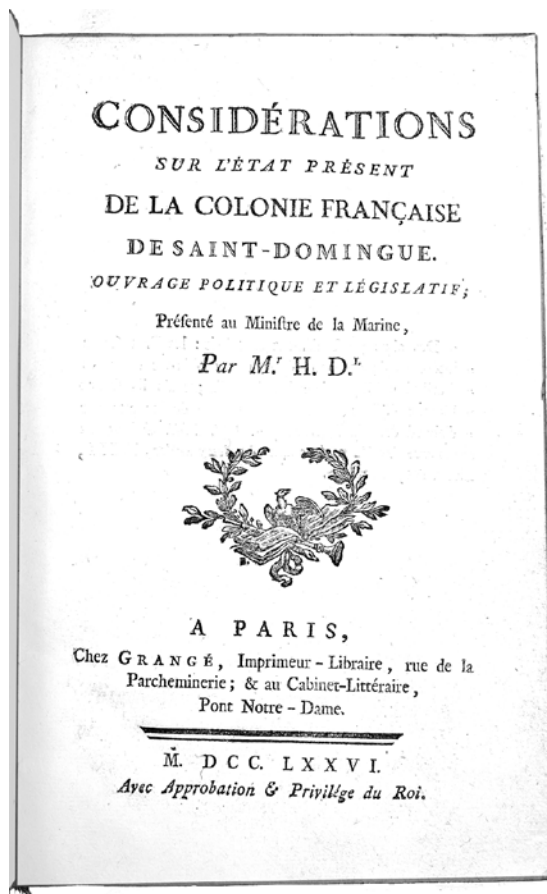 CONSIDÉRATIONS
SUR L'ÉTAT PRÉSENT
DE LA COLONIE FRANÇAISE
DE SAINT-DOMINGUE.
OUVRAGE POLITIQUE ET LÉGISLATIF;
Préſenté au Miniſtre de la Marine,
Par M.r H. D.L
A PARIS,
Chez GRANGÉ, Imprimeur-Libraire, rue de la
Parcheminerie; & au Cabinet-Littéraire,
Pont Notre-Dame.
M. DCC. LXXVI.
Avec Approbation & Privilége du Roi.